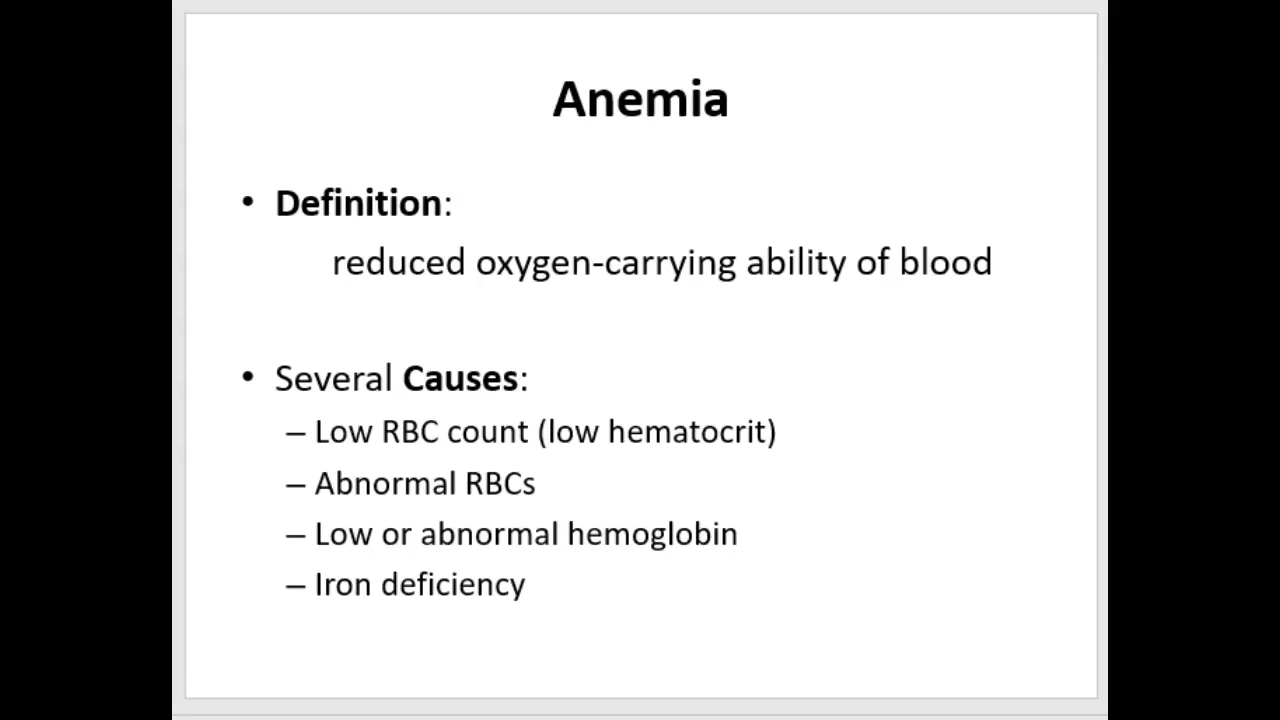 Anemia
• Definition:
reduced oxygen-carrying ability of blood
• Several Causes:
– Low RBC count (low hematocrit)
– Abnormal RBCs
– Low or abnormal hemoglobin
– Iron deficiency